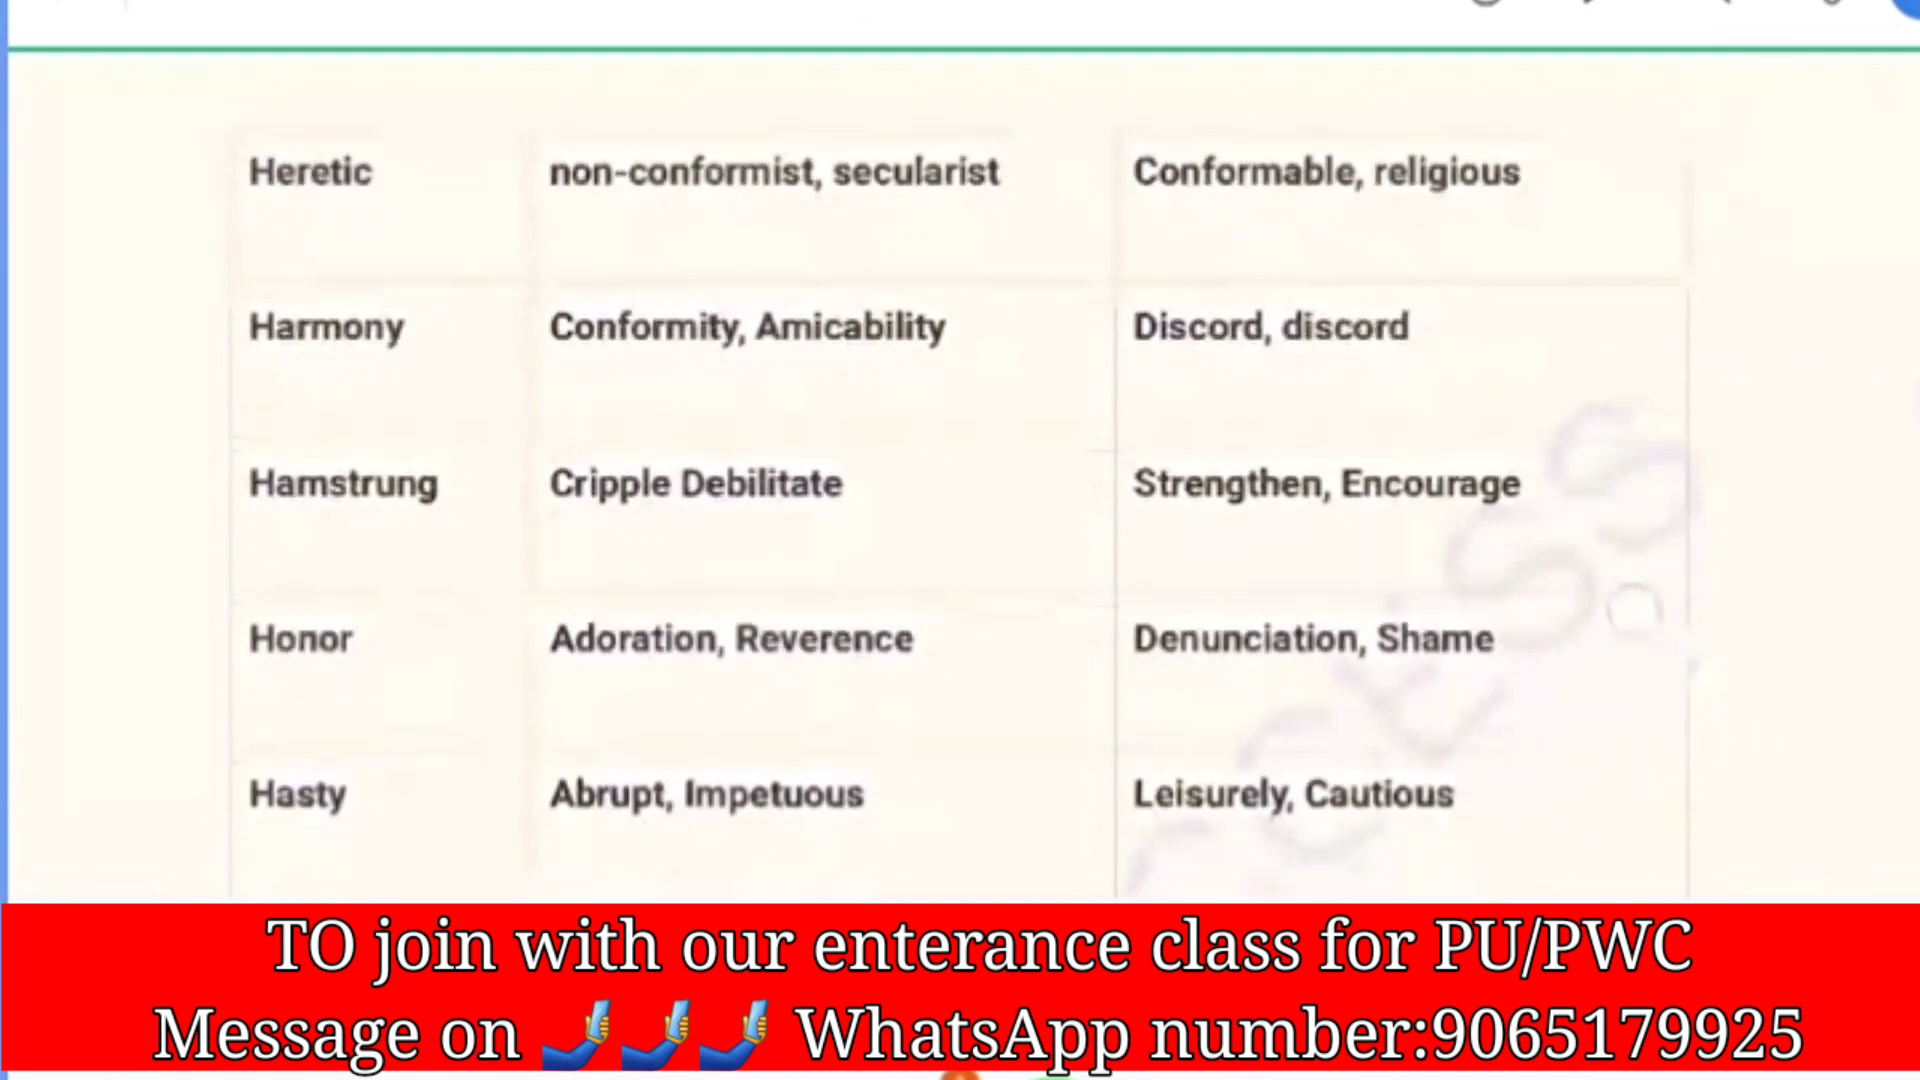 Heretic non-conformist, secularist Conformable, religious
Harmony Conformity, Amicability Discord, discord
Hamstrung Cripple Debilitate Strengthen, Encourage
Honor Adoration, Reverence Denunciation, Shame
Hasty Abrupt, Impetuous Leisurely, Cautious
TO join with our enterance class for PU/PWC
Message on 🤳🤳🤳 WhatsApp number:9065179925